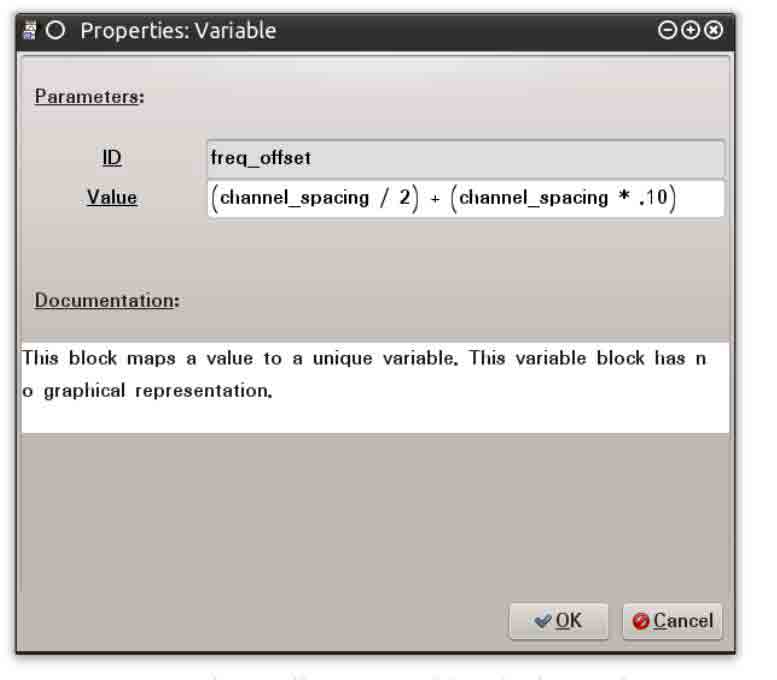 Properties: Variable
Parameters:
ID
freq_offset
Value
(channel_spacing / 2) + (channel_spacing * .10)
Documentation:
This block maps a value to a unique variable. This variable block has n
o graphical representation.
OK
Cancel